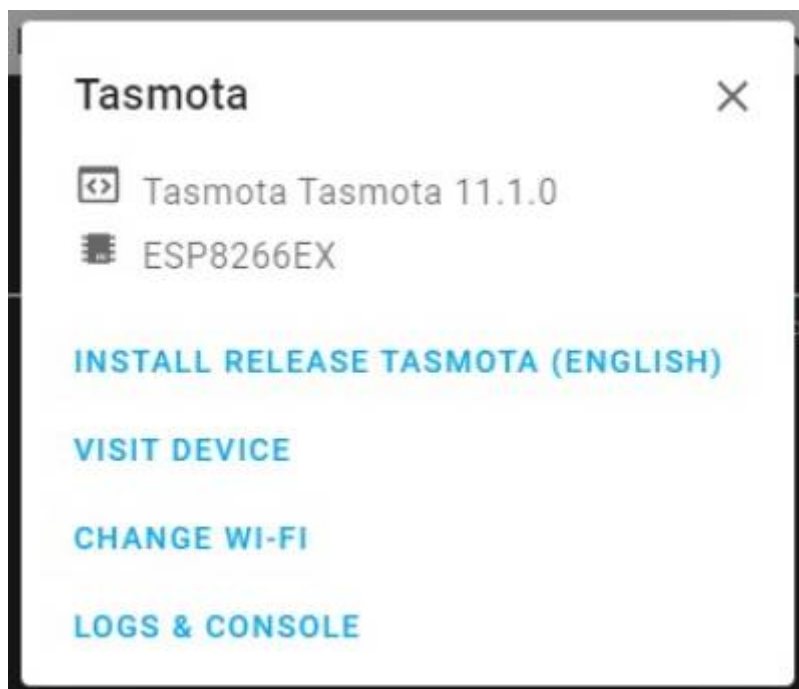 Tasmota
Tasmota Tasmota 11.1.0
ESP8266EX
INSTALL RELEASE TASMOTA (ENGLISH)
VISIT DEVICE
CHANGE WI-FI
LOGS & CONSOLE